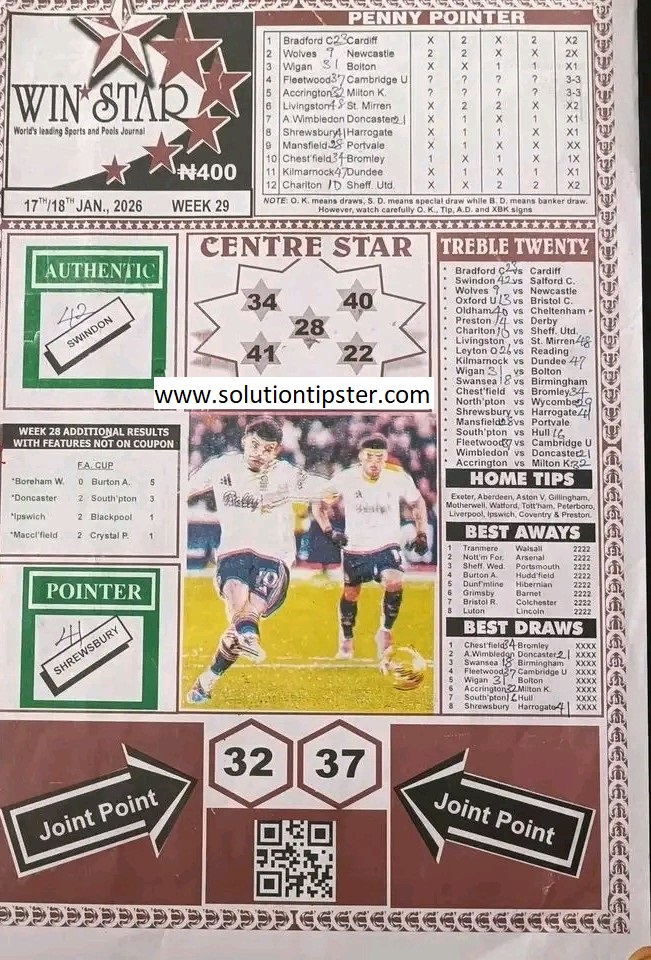 WIN STAR
World's leading Sports and Pools Journal
₦400
17TH/18TH JAN., 2026 WEEK 29
PENNY POINTER
1 Bradford C 23 Cardiff X 2 X 2 X2
2 Wolves 9 Newcastle 2 2 X X 2X
3 Wigan 31 Bolton X X 1 1 X1
4 Fleetwood 37 Cambridge U ? ? ? ? 3-3
5 Accrington 32 Milton K. ? ? ? ? 3-3
6 Livingston 48 St. Mirren X 2 2 X X2
7 A.Wimbledon Doncaster 21 X 1 X 1 X1
8 Shrewsbury 41 Harrogate X 1 1 X X1
9 Mansfield 28 Portvale X X 1 1 X1
10 Chest'field 34 Bromley 1 X 1 X 1X
11 Kilmarnock 47 Dundee X 1 X 1 X1
12 Charlton 10 Sheff. Utd. X X 2 2 X2
NOTE: O. K. means draws, S. D. means special draw while B. D. means banker draw.
However, watch carefully O. K., Tip, A.D. and XBK signs
AUTHENTIC
42
SWINDON
CENTRE STAR
34 40
28
41 22
TREBLE TWENTY
Bradford C 23 vs Cardiff
Swindon 42 vs Salford C.
Wolves 9 vs Newcastle
Oxford U 13 vs Bristol C.
Oldham 40 vs Cheltenham
Preston 14 vs Derby
Charlton 10 vs Sheff. Utd.
Livingston vs St. Mirren 48
Leyton O 26 vs Reading
Kilmarnock vs Dundee 47
Wigan 31 vs Bolton
Swansea 18 vs Birmingham
Chest'field vs Bromley 34
North'pton vs Wycombe 29
Shrewsbury vs Harrogate 41
Mansfield 28 vs Portvale
South'pton vs Hull 16
Fleetwood 37 vs Cambridge U
Wimbledon vs Doncaster 21
Accrington vs Milton K 32
www.solutiontipster.com
WEEK 28 ADDITIONAL RESULTS
WITH FEATURES NOT ON COUPON
F.A. CUP
*Boreham W. 0 Burton A. 5
*Doncaster 2 South'pton 3
*Ipswich 2 Blackpool 1
*Maccl'field 2 Crystal P. 1
HOME TIPS
Exeter, Aberdeen, Aston V, Gillingham,
Motherwell, Watford, Tott'ham, Peterboro,
Liverpool, Ipswich, Coventry & Preston.
BEST AWAYS
1 Tranmere Walsall 2222
2 Nott'm For. Arsenal 2222
3 Sheff. Wed. Portsmouth 2222
4 Burton A. Hudd'field 2222
5 Dunf'mline Hibernian 2222
6 Grimsby Barnet 2222
7 Bristol R. Colchester 2222
8 Luton Lincoln 2222
POINTER
41
SHREWSBURY
BEST DRAWS
1 Chest'field 34 Bromley XXXX
2 A.Wimbledon Doncaster 21 XXXX
3 Swansea 18 Birmingham XXXX
4 Fleetwood 37 Cambridge U XXXX
5 Wigan 31 Bolton XXXX
6 Accrington 32 Milton K. XXXX
7 South'pton 16 Hull XXXX
8 Shrewsbury Harrogate 41 XXXX
Joint Point
32 37
Joint Point